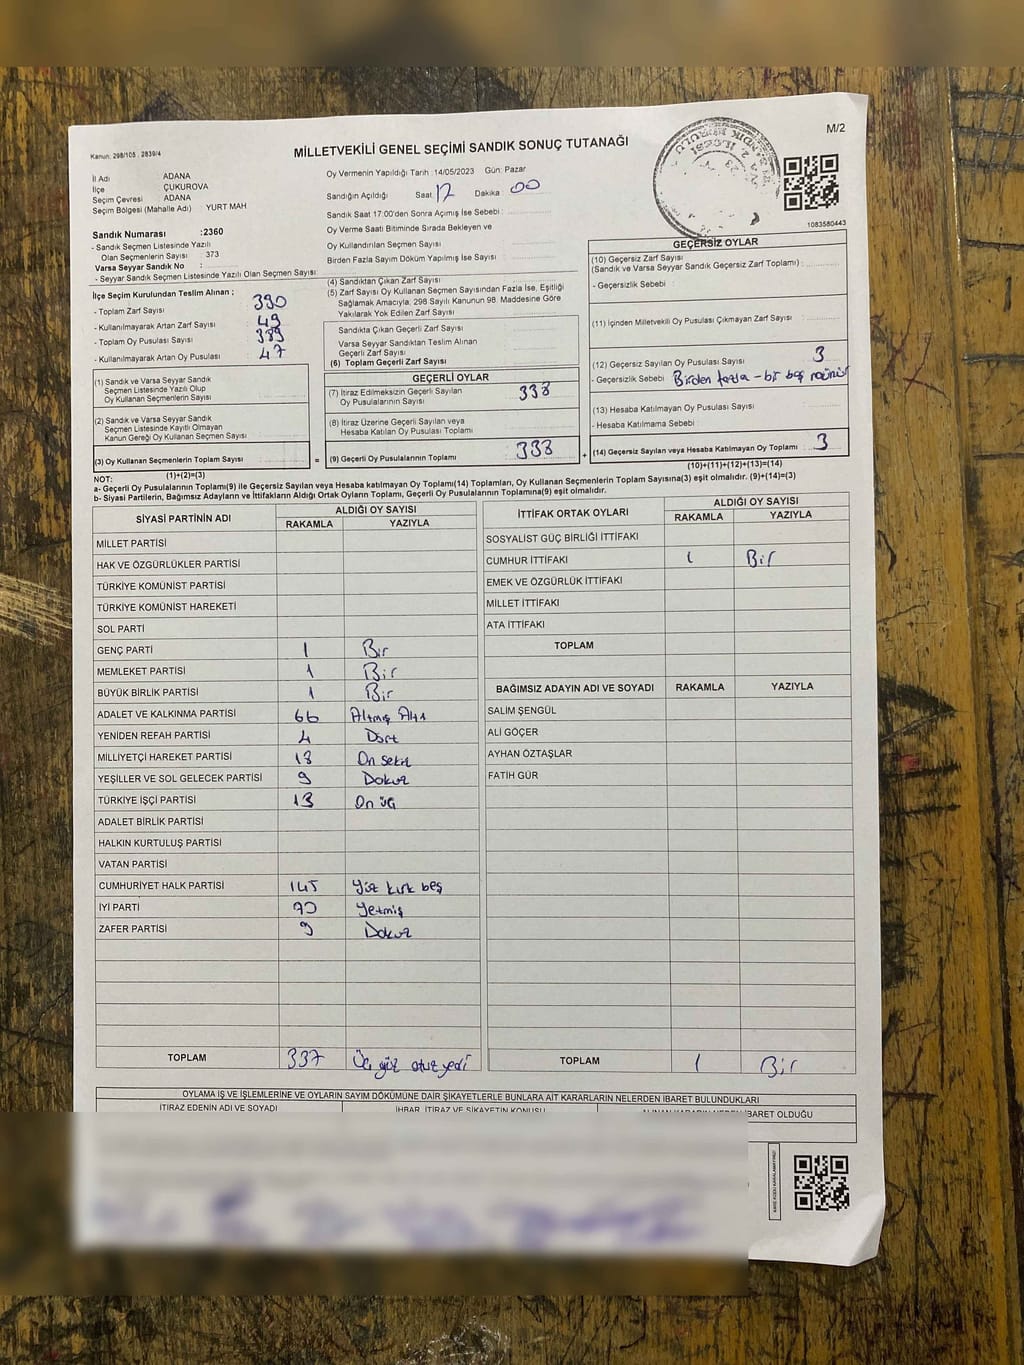 Kanun: 298/105 , 2839/4
MİLLETVEKİLİ GENEL SEÇİMİ SANDIK SONUÇ TUTANAĞI
M/2
İl Adı ADANA
İlçe ÇUKUROVA
Seçim Çevresi ADANA
Seçim Bölgesi (Mahalle Adı) YURT MAH
Sandık Numarası :2360
- Sandık Seçmen Listesinde Yazılı
Olan Seçmenlerin Sayısı : 373
Varsa Seyyar Sandık No :
- Seyyar Sandık Seçmen Listesinde Yazılı Olan Seçmen Sayısı:
Oy Vermenin Yapıldığı Tarih : 14/05/2023 Gün: Pazar
Sandığın Açıldığı Saat 17 Dakika 00
Sandık Saat 17:00'den Sonra Açımış İse Sebebi :
Oy Verme Saati Bitiminde Sırada Bekleyen ve
Oy Kullandırılan Seçmen Sayısı
Birden Fazla Sayım Döküm Yapılmış İse Sayısı :
1083580443
İlçe Seçim Kurulundan Teslim Alınan ;
- Toplam Zarf Sayısı 390
- Kullanılmayarak Artan Zarf Sayısı 49
- Toplam Oy Pusulası Sayısı 389
- Kullanılmayarak Artan Oy Pusulası 47
(1) Sandık ve Varsa Seyyar Sandık
Seçmen Listesinde Yazılı Olup
Oy Kullanan Seçmenlerin Sayısı
(2) Sandık ve Varsa Seyyar Sandık
Seçmen Listesinde Kayıtlı Olmayan
Kanun Gereği Oy Kullanan Seçmen Sayısı
(3) Oy Kullanan Seçmenlerin Toplam Sayısı
(1)+(2)=(3)
=
(4) Sandıktan Çıkan Zarf Sayısı
(5) Zarf Sayısı Oy Kullanan Seçmen Sayısından Fazla İse, Eşitliği
Sağlamak Amacıyla, 298 Sayılı Kanunun 98. Maddesine Göre
Yakılarak Yok Edilen Zarf Sayısı
Sandıkta Çıkan Geçerli Zarf Sayısı
Varsa Seyyar Sandıktan Teslim Alınan
Geçerli Zarf Sayısı
(6) Toplam Geçerli Zarf Sayısı
GEÇERLİ OYLAR
(7) İtiraz Edilmeksizin Geçerli Sayılan
Oy Pusulalarının Sayısı 338
(8) İtiraz Üzerine Geçerli Sayılan veya
Hesaba Katılan Oy Pusulası Toplamı
(9) Geçerli Oy Pusulalarının Toplamı 338
+
GEÇERSİZ OYLAR
(10) Geçersiz Zarf Sayısı
(Sandık ve Varsa Seyyar Sandık Geçersiz Zarf Toplamı) :
- Geçersizlik Sebebi :
(11) İçinden Milletvekili Oy Pusulası Çıkmayan Zarf Sayısı :
(12) Geçersiz Sayılan Oy Pusulası Sayısı 3
- Geçersizlik Sebebi Birden fazla - bir boş mühür
(13) Hesaba Katılmayan Oy Pusulası Sayısı
- Hesaba Katılmama Sebebi
(14) Geçersiz Sayılan veya Hesaba Katılmayan Oy Toplamı 3
(10)+(11)+(12)+(13)=(14)
NOT:
a- Geçerli Oy Pusulalarının Toplamı(9) ile Geçersiz Sayılan veya Hesaba katılmayan Oy Toplamı(14) Toplamları, Oy Kullanan Seçmenlerin Toplam Sayısına(3) eşit olmalıdır. (9)+(14)=(3)
b- Siyasi Partilerin, Bağımsız Adayların ve İttifakların Aldığı Ortak Oyların Toplamı, Geçerli Oy Pusulalarının Toplamına(9) eşit olmalıdır.
SİYASİ PARTİNİN ADI ALDIĞI OY SAYISI
RAKAMLA YAZIYLA
MİLLET PARTİSİ
HAK VE ÖZGÜRLÜKLER PARTİSİ
TÜRKİYE KOMÜNİST PARTİSİ
TÜRKİYE KOMÜNİST HAREKETİ
SOL PARTİ
GENÇ PARTİ 1 Bir
MEMLEKET PARTİSİ 1 Bir
BÜYÜK BİRLİK PARTİSİ 1 Bir
ADALET VE KALKINMA PARTİSİ 66 Altmış Altı
YENİDEN REFAH PARTİSİ 4 Dört
MİLLİYETÇİ HAREKET PARTİSİ 18 On sekiz
YEŞİLLER VE SOL GELECEK PARTİSİ 9 Dokuz
TÜRKİYE İŞÇİ PARTİSİ 13 On üç
ADALET BİRLİK PARTİSİ
HALKIN KURTULUŞ PARTİSİ
VATAN PARTİSİ
CUMHURİYET HALK PARTİSİ 145 Yüz kırk beş
İYİ PARTİ 70 Yetmiş
ZAFER PARTİSİ 9 Dokuz
TOPLAM 337 Üç yüz otuz yedi
İTTİFAK ORTAK OYLARI ALDIĞI OY SAYISI
RAKAMLA YAZIYLA
SOSYALİST GÜÇ BİRLİĞİ İTTİFAKI
CUMHUR İTTİFAKI 1 Bir
EMEK VE ÖZGÜRLÜK İTTİFAKI
MİLLET İTTİFAKI
ATA İTTİFAKI
TOPLAM
BAĞIMSIZ ADAYIN ADI VE SOYADI RAKAMLA YAZIYLA
SALİM ŞENGÜL
ALİ GÖÇER
AYHAN ÖZTAŞLAR
FATİH GÜR
TOPLAM 1 Bir
OYLAMA İŞ VE İŞLEMLERİNE VE OYLARIN SAYIM DÖKÜMÜNE DAİR ŞİKAYETLERLE BUNLARA AİT KARARLARIN NELERDEN İBARET BULUNDUKLARI
İTİRAZ EDENİN ADI VE SOYADI İHBAR, İTİRAZ VE ŞİKAYETİN KONUSU ALINAN KARARIN NEDEN İBARET OLDUĞU